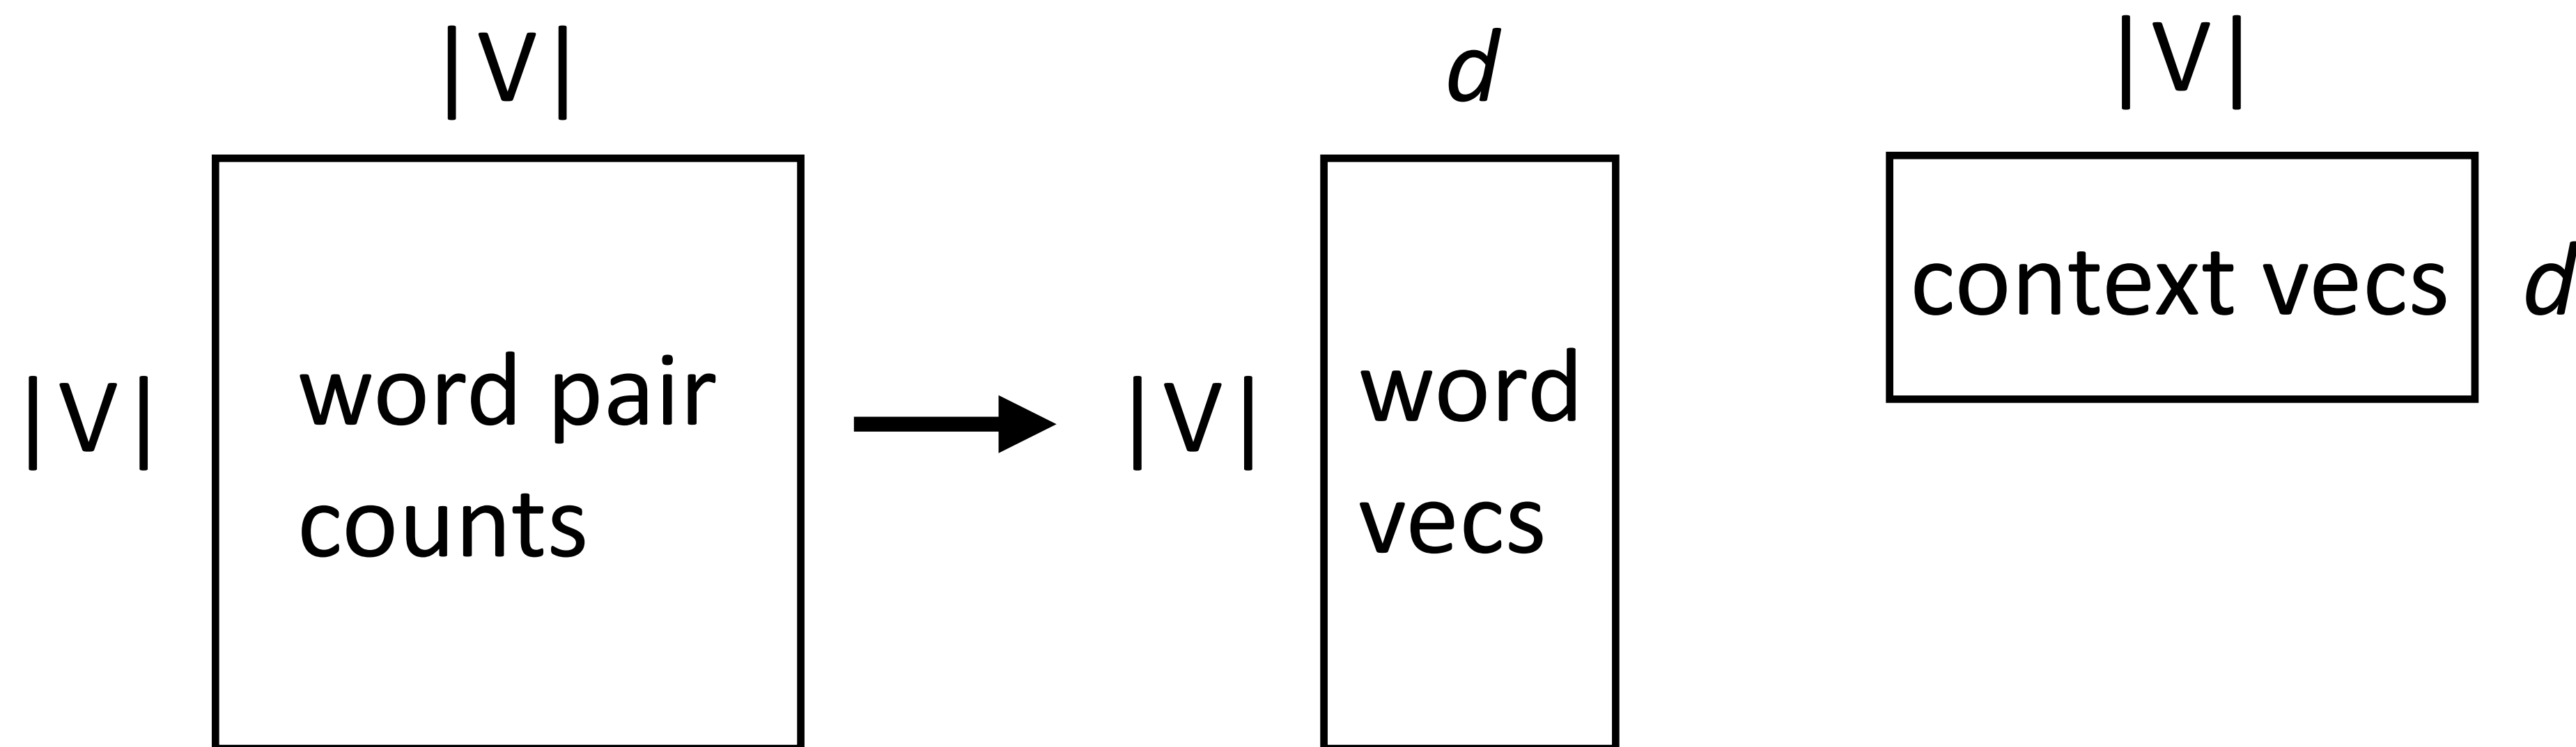 |V|
d
|V|
|V|
word pair
counts
|V|
word
vecs
context vecs
d